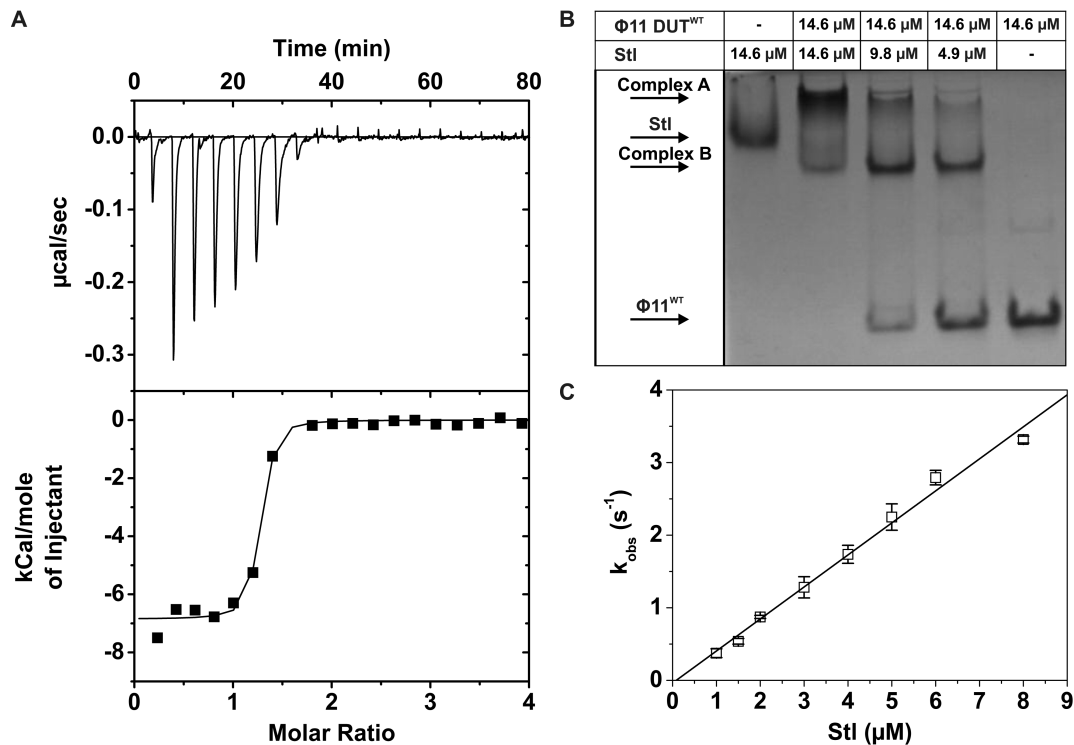 A
Time (min)
0 20 40 60 80
0.0
-0.1
-0.2
-0.3
µcal/sec
0
-2
-4
-6
-8
kCal/mole
of Injectant
0 1 2 3 4
Molar Ratio
B
Φ11 DUT^WT - 14.6 µM 14.6 µM 14.6 µM 14.6 µM
Stl 14.6 µM 14.6 µM 9.8 µM 4.9 µM -
Complex A
Stl
Complex B
Φ11^WT
C
4
3
2
1
0
k_obs (s^-1)
0 1 2 3 4 5 6 7 8 9
Stl (µM)